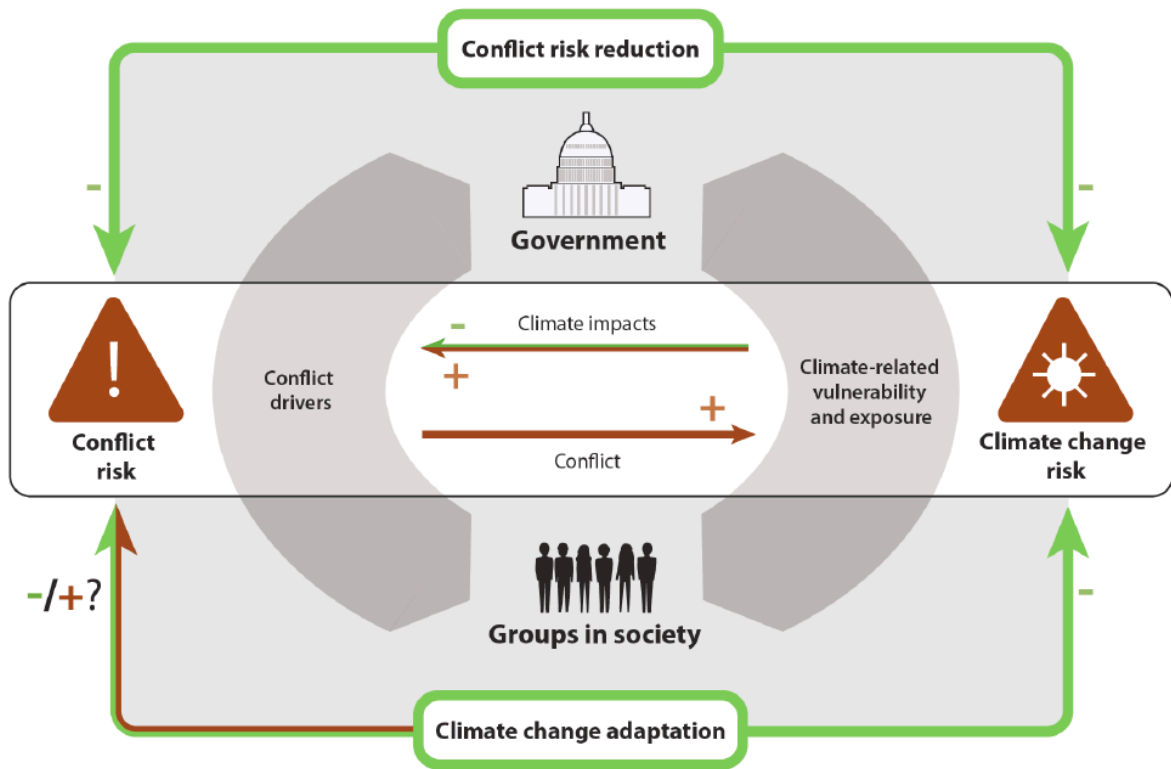 Conflict risk reduction
-
-
Government
!
-
Climate impacts
+
+
Conflict
Conflict
drivers
Climate-related
vulnerability
and exposure
Conflict
risk
Climate change
risk
-/+?
-
Groups in society
Climate change adaptation